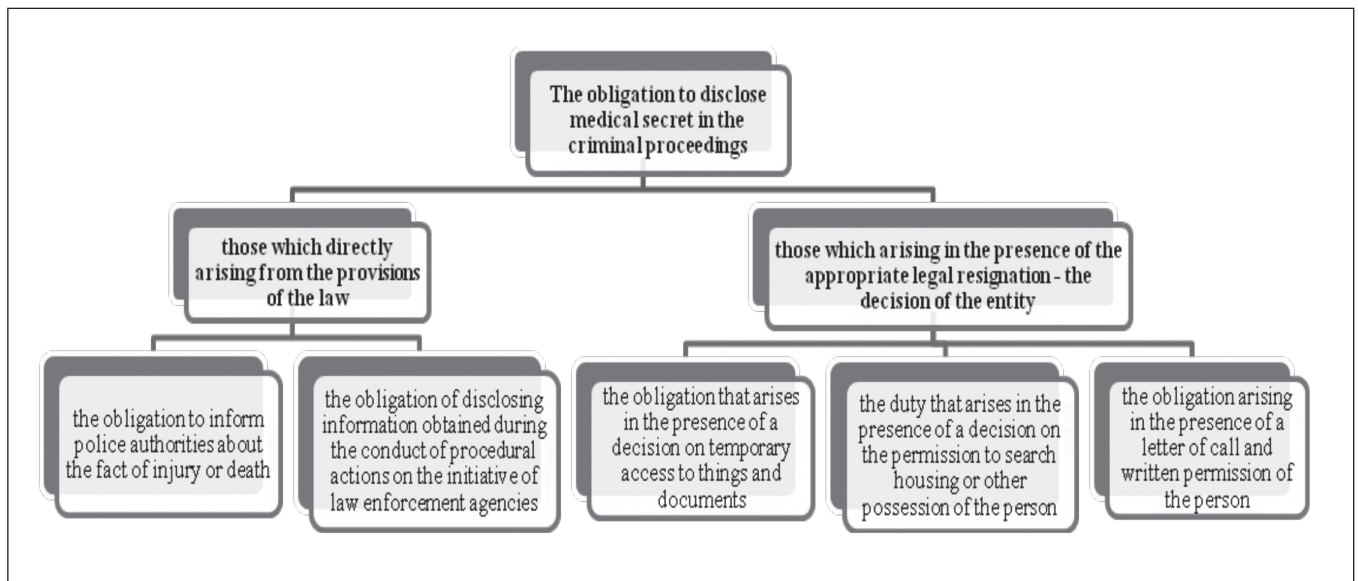 The obligation to disclose
medical secret in the
criminal proceedings
those which directly
arising from the provisions
of the law
those which arising in the presence of the
appropriate legal resignation - the
decision of the entity
the obligation to inform
police authorities about
the fact of injury or death
the obligation of disclosing
information obtained during
the conduct of procedural
actions on the initiative of
law enforcement agencies
the obligation that arises
in the presence of a
decision on temporary
access to things and
documents
the duty that arises in the
presence of a decision on
the permission to search
housing or other
possession of the person
the obligation arising
in the presence of a
letter of call and
written permission of
the person